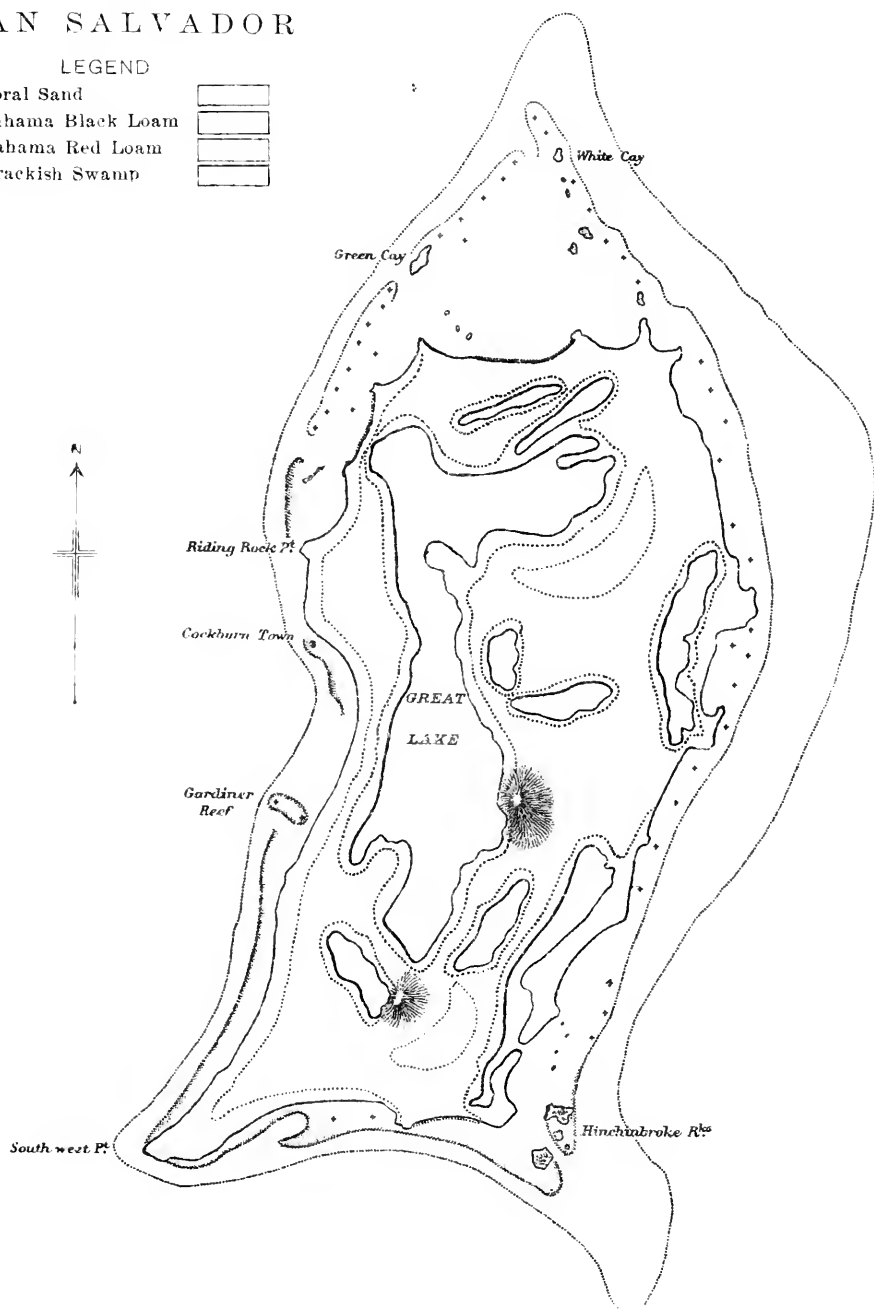 AN SALVADOR
LEGEND
oral Sand
ahama Black Loam
ahama Red Loam
rackish Swamp
White Cay
Green Cay
N
Riding Rock Pt.
Cockburn Town
GREAT
LAKE
Gardiner
Reef
South west Pt.
Hinchinbroke Rks